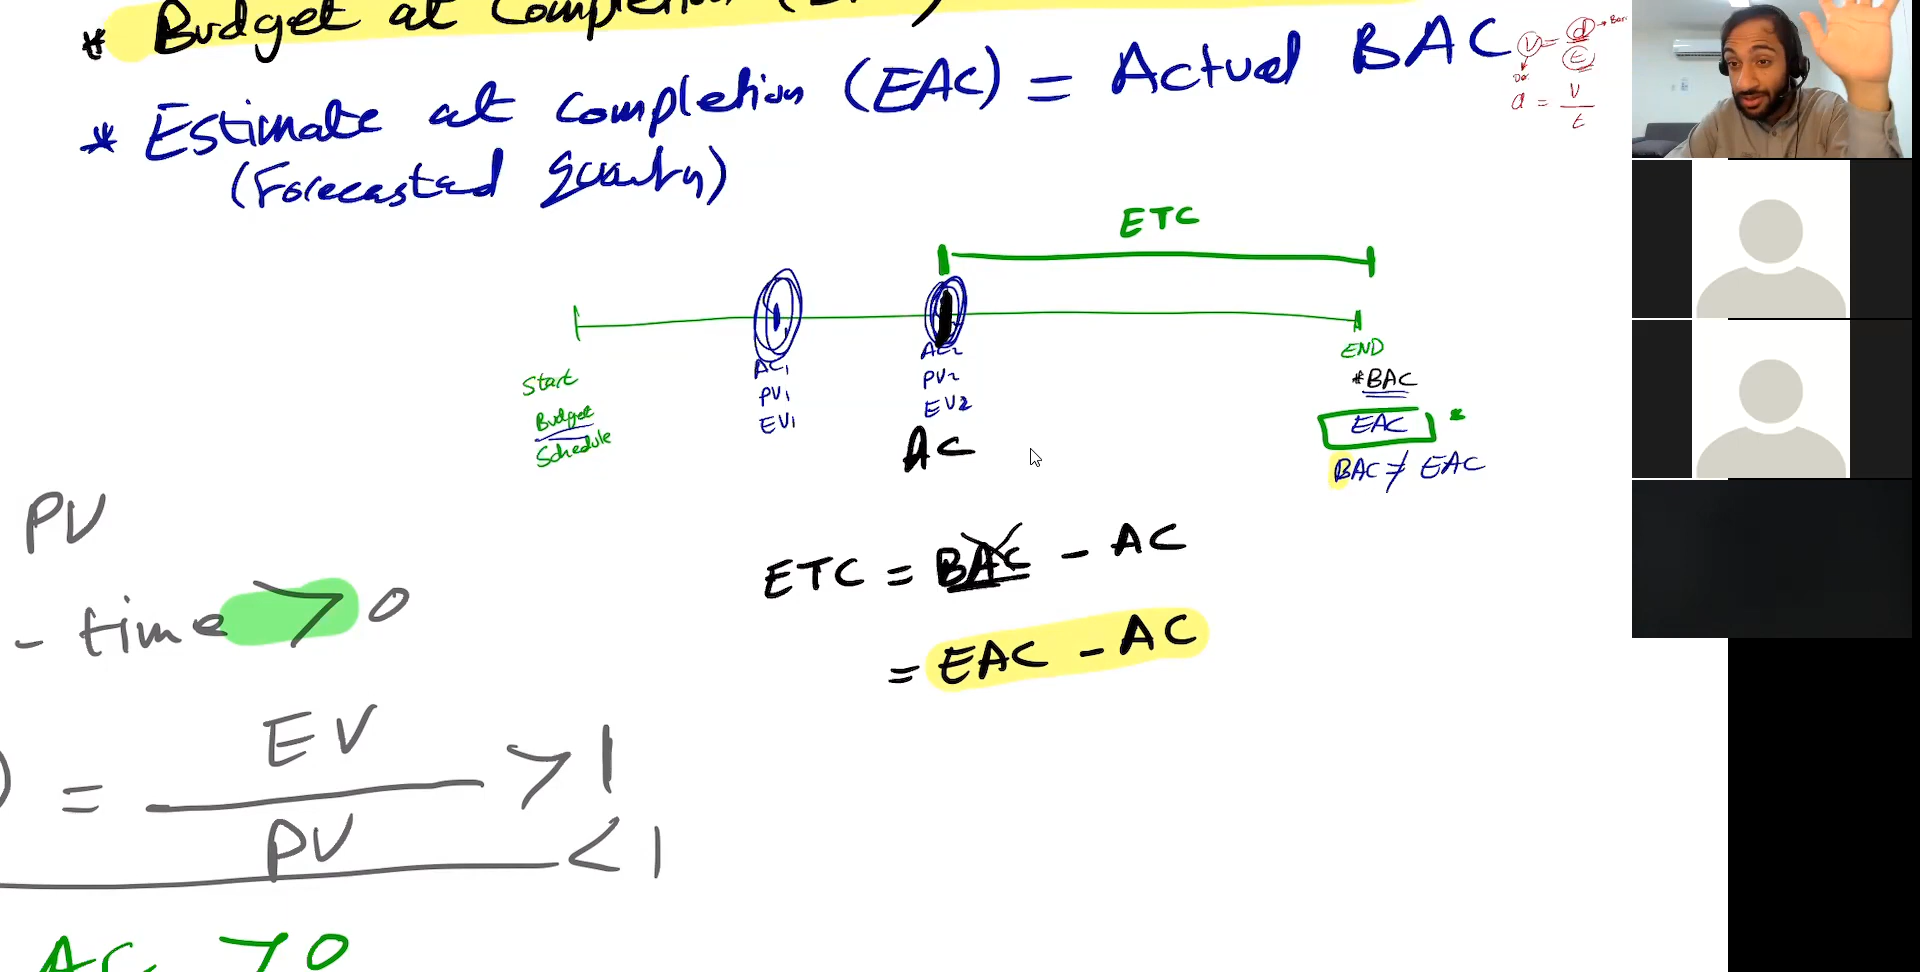 * Budget at Completion
* Estimate at Completion (EAC) = Actual BAC
(Forecasted
V = d
t
a = V
t
ETC
Start
Budget
Schedule
AC1
PV1
EV1
AC2
PV2
EV2
AC
END
*BAC
EAC *
BAC ≠ EAC
PV
- time > 0
ETC = BAC - AC
= EAC - AC
= EV > 1
PV < 1
AC > 0